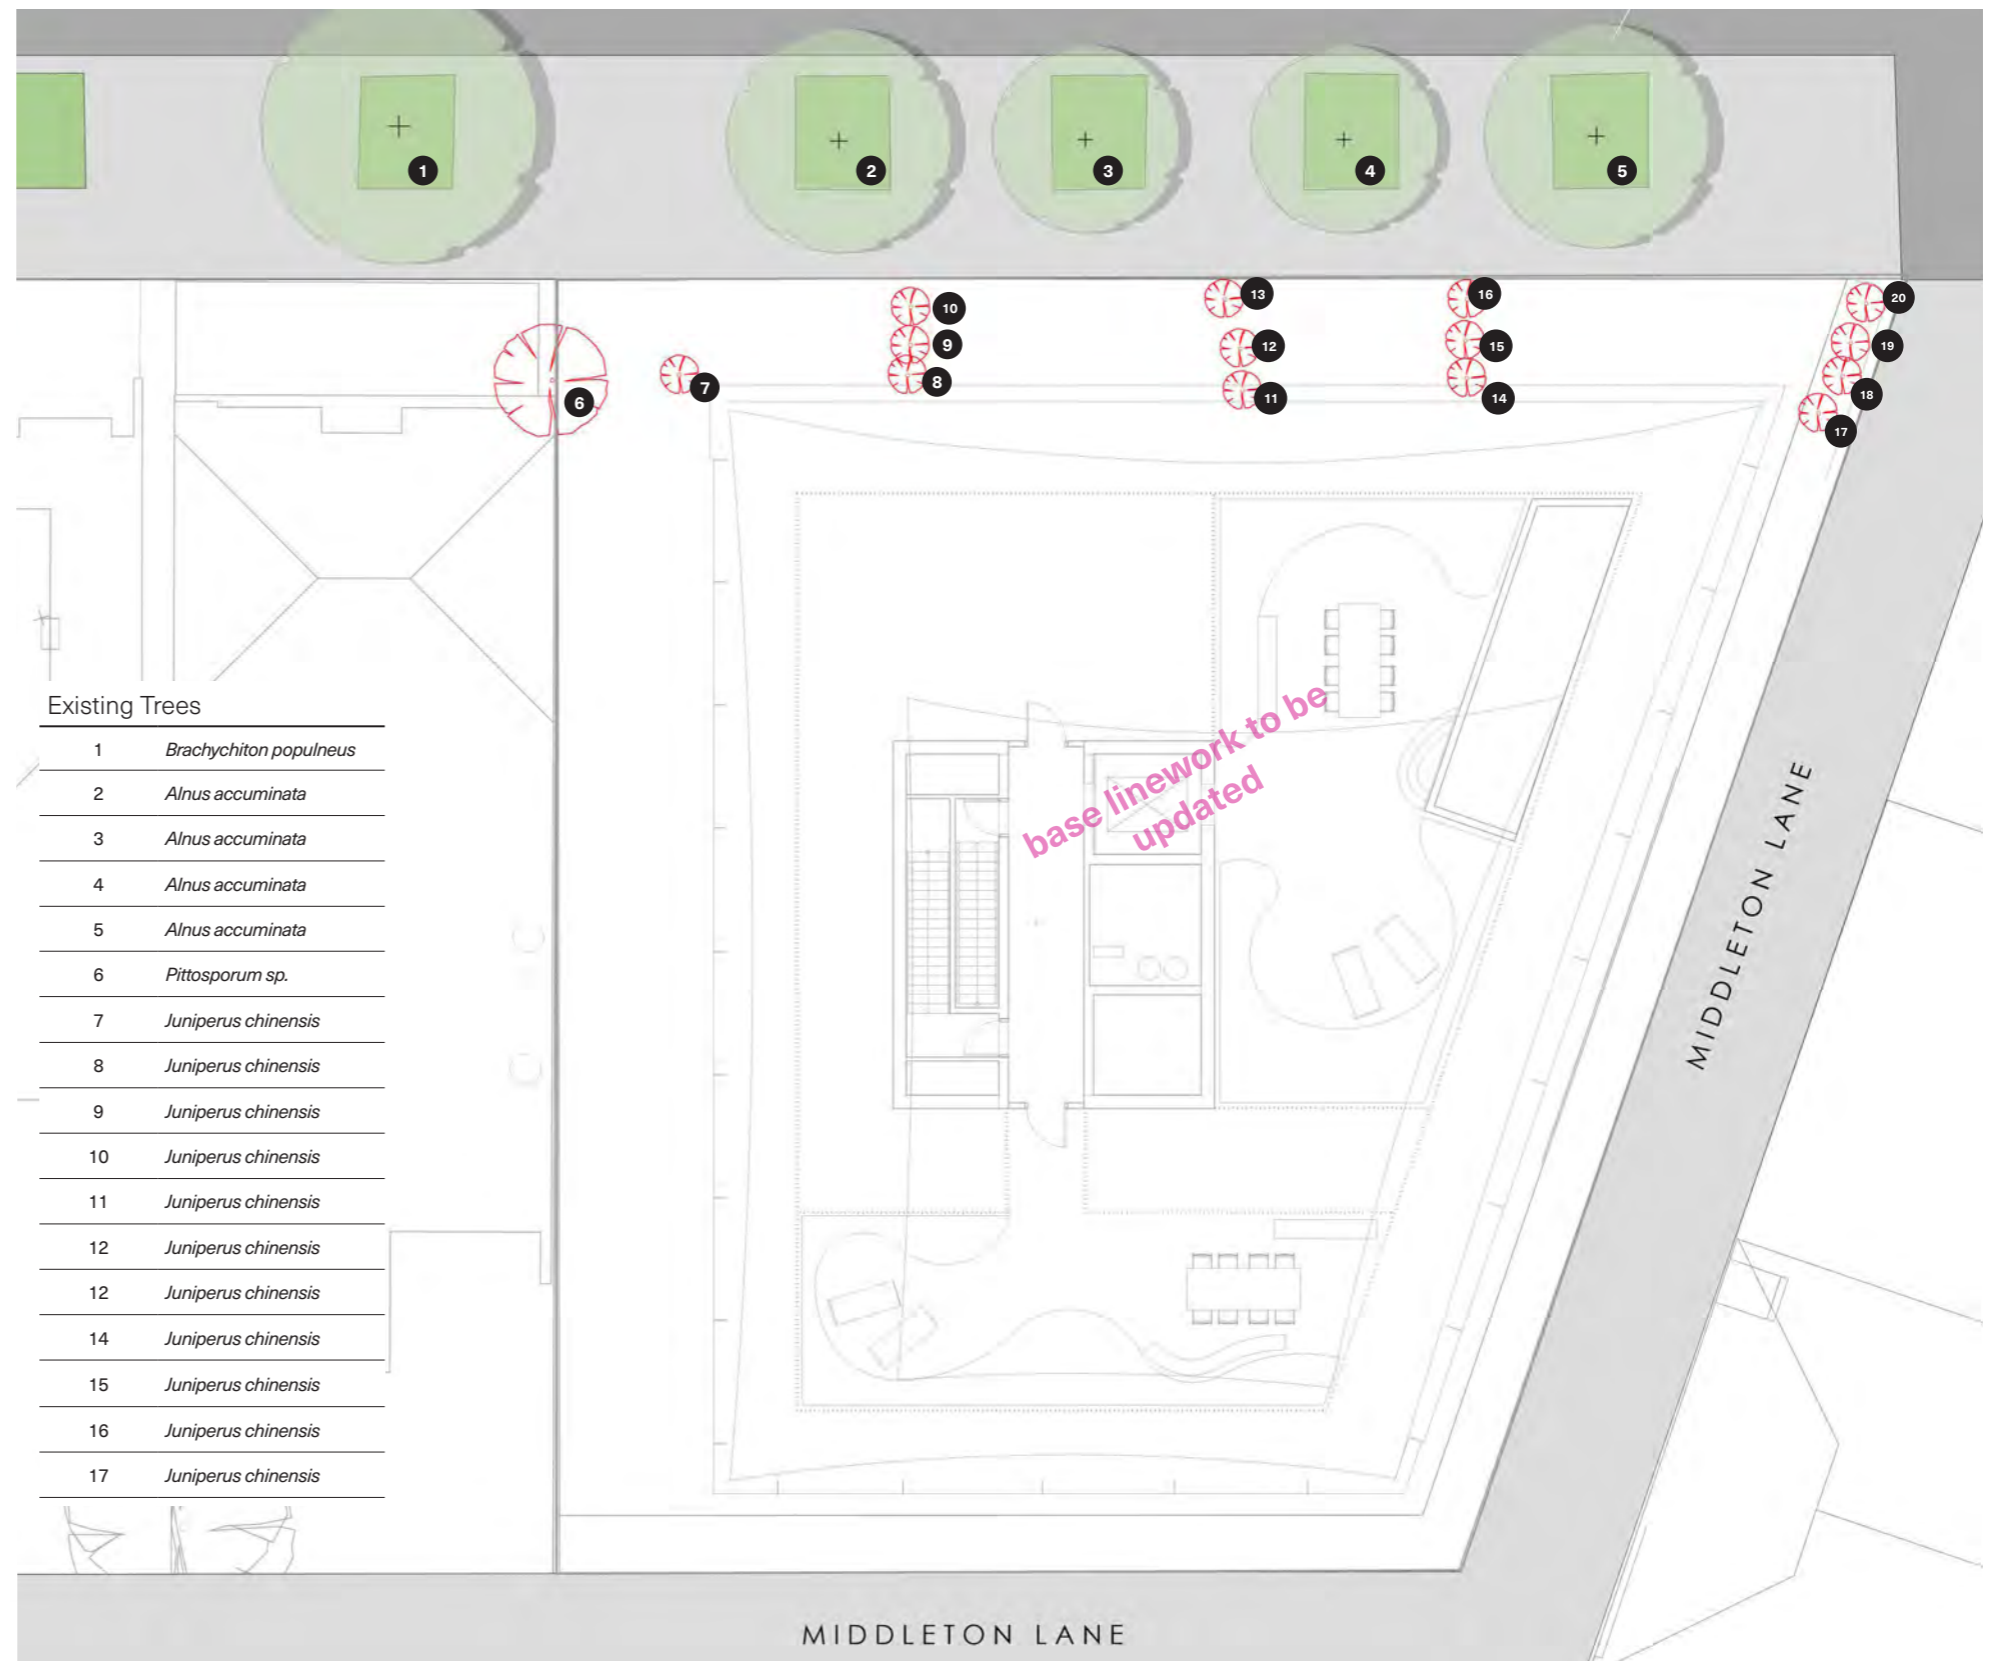 1
2
3
4
5
6
7
10
9
8
13
12
11
16
15
14
20
19
18
17
Existing Trees
1 Brachychiton populneus
2 Alnus accuminata
3 Alnus accuminata
4 Alnus accuminata
5 Alnus accuminata
6 Pittosporum sp.
7 Juniperus chinensis
8 Juniperus chinensis
9 Juniperus chinensis
10 Juniperus chinensis
11 Juniperus chinensis
12 Juniperus chinensis
12 Juniperus chinensis
14 Juniperus chinensis
15 Juniperus chinensis
16 Juniperus chinensis
17 Juniperus chinensis
base linework to be
updated
MIDDLETON LANE
MIDDLETON LANE